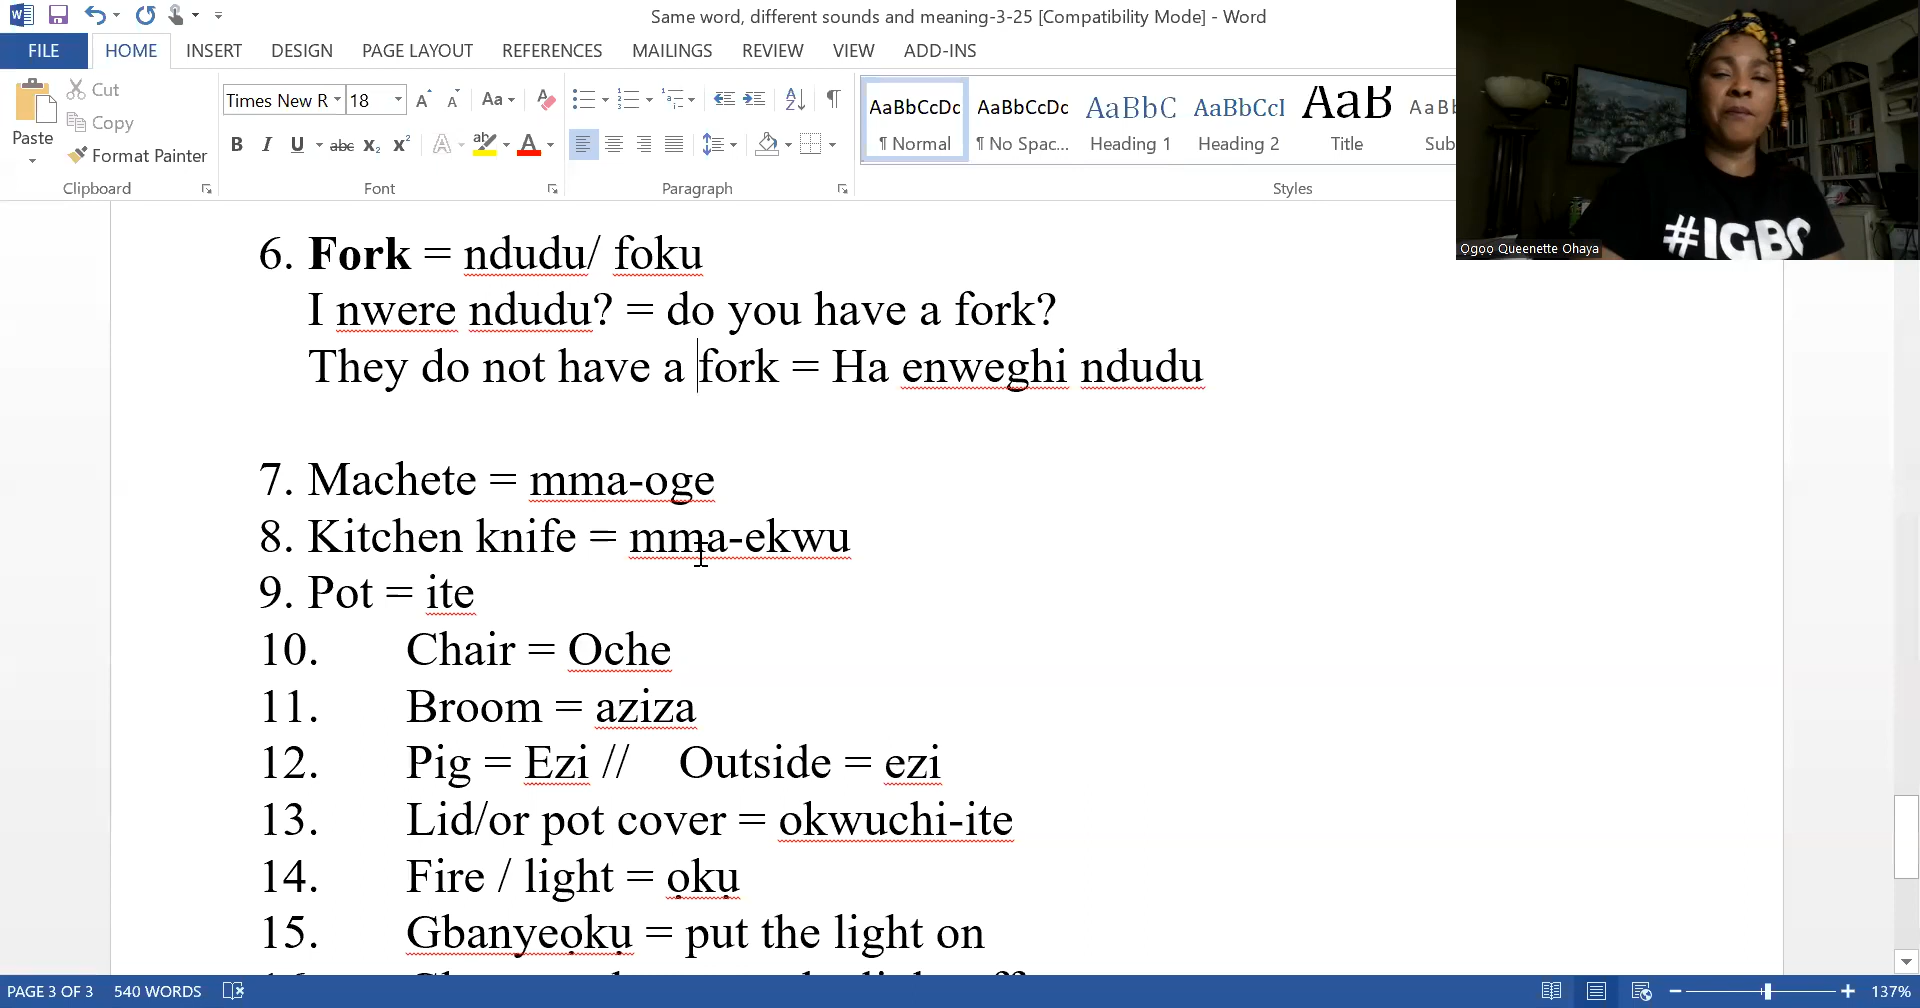 Same word, different sounds and meaning-3-25 [Compatibility Mode] - Word
FILE HOME INSERT DESIGN PAGE LAYOUT REFERENCES MAILINGS REVIEW VIEW ADD-INS
Cut
Copy
Paste
Format Painter
Clipboard
Times New R 18
Font
Paragraph
AaBbCcDc AaBbCcDc AaBbC AaBbCcI AaB AaBb
¶ Normal ¶ No Spac... Heading 1 Heading 2 Title Sub
Styles
#IGBO
Ọgọọ Queenette Ohaya
6. Fork = ndudu/ foku
I nwere ndudu? = do you have a fork?
They do not have a fork = Ha enweghi ndudu
7. Machete = mma-oge
8. Kitchen knife = mma-ekwu
9. Pot = ite
10. Chair = Oche
11. Broom = aziza
12. Pig = Ezi // Outside = ezi
13. Lid/or pot cover = okwuchi-ite
14. Fire / light = ọkụ
15. Gbanyeọkụ = put the light on
PAGE 3 OF 3 540 WORDS 137%